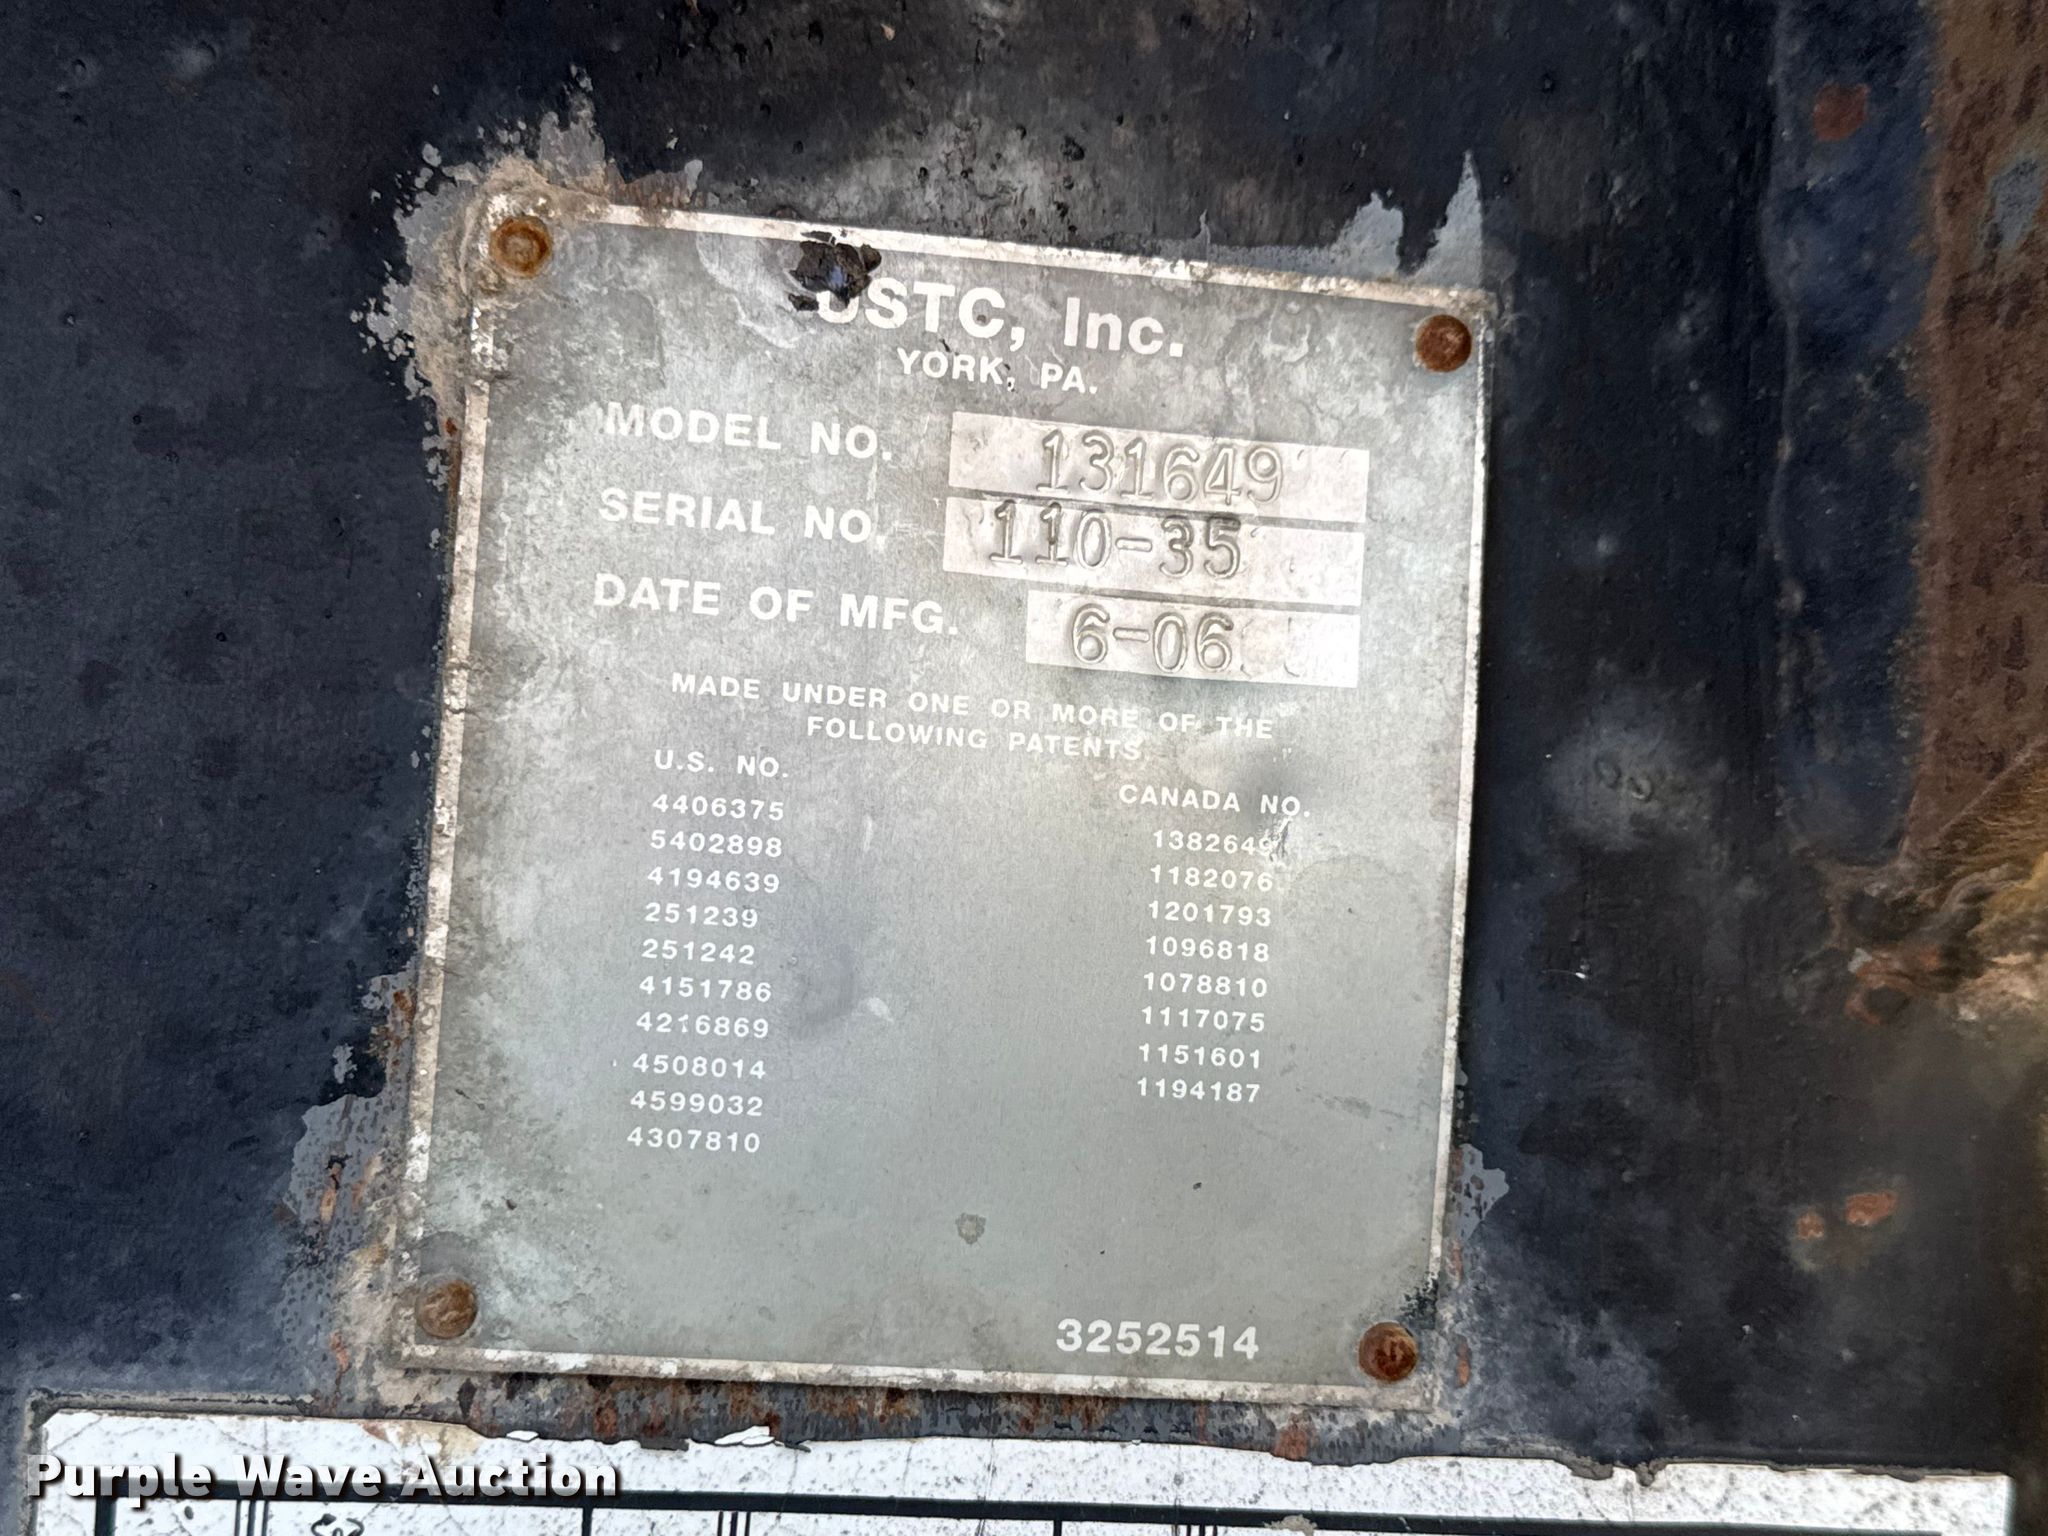 USTC, Inc.
YORK, PA.
MODEL NO. 131649
SERIAL NO. 110-35
DATE OF MFG. 6-06
MADE UNDER ONE OR MORE OF THE
FOLLOWING PATENTS.
U.S. NO. CANADA NO.
4406375 1382649
5402898 1182076
4194639 1201793
251239 1096818
251242 1078810
4151786 1117075
4216869 1151601
4508014 1194187
4599032
4307810
3252514
Purple Wave Auction